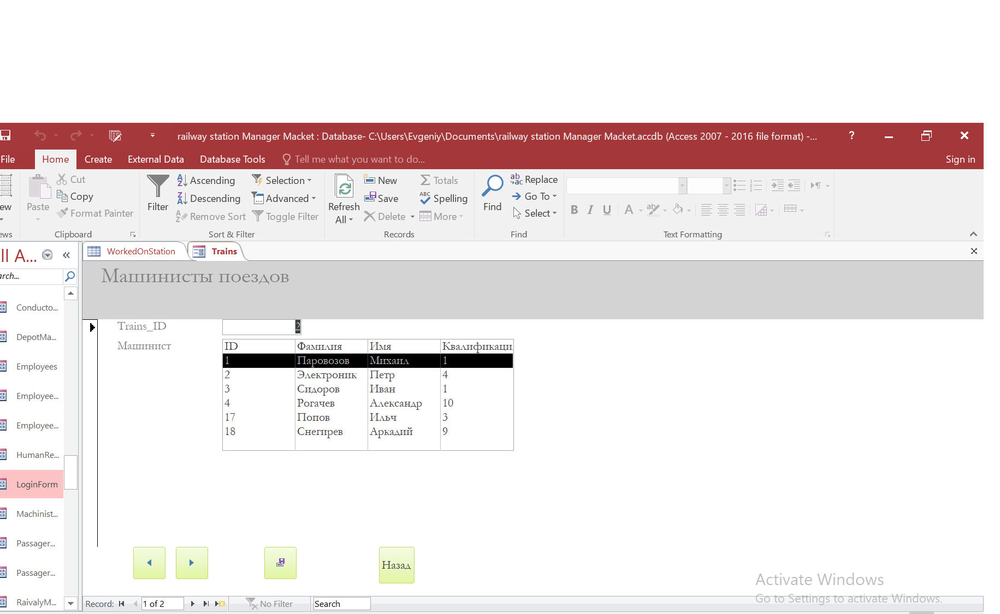 railway station Manager Macket : Database- C:\Users\Evgeniy\Documents\railway station Manager Macket.accdb (Access 2007 - 2016 file format) -... ?
File Home Create External Data Database Tools Tell me what you want to do... Sign in
Cut
Copy
Format Painter
Paste
Clipboard
Filter
Ascending
Descending
Remove Sort
Selection
Advanced
Toggle Filter
Sort & Filter
Refresh
All
New
Save
Delete
Totals
Spelling
More
Records
Find
Replace
Go To
Select
Find
B I U A
Text Formatting
ew
ews
ll A... «
arch...
WorkedOnStation Trains
Машинисты поездов
Conducto...
DepotMa...
Employees
Employee...
Employee...
HumanRe...
LoginForm
Machinist...
Passager...
Passager...
RaivalyM...
Trains_ID 2
Машинист
ID Фамилия Имя Квалификаци
1 Паровозов Михаил 1
2 Электроник Петр 4
3 Сидоров Иван 1
4 Рогачев Александр 10
17 Попов Ильч 3
18 Снегирев Аркадий 9
Назад
Activate Windows
Go to Settings to activate Windows.
Record: 1 of 2 No Filter Search